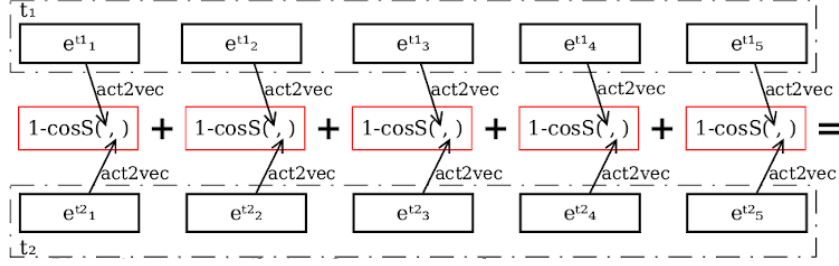 t₁
eᵗ¹₁ eᵗ¹₂ eᵗ¹₃ eᵗ¹₄ eᵗ¹₅
act2vec act2vec act2vec act2vec act2vec
1-cosS( , ) + 1-cosS( , ) + 1-cosS( , ) + 1-cosS( , ) + 1-cosS( , ) =
act2vec act2vec act2vec act2vec act2vec
eᵗ²₁ eᵗ²₂ eᵗ²₃ eᵗ²₄ eᵗ²₅
t₂